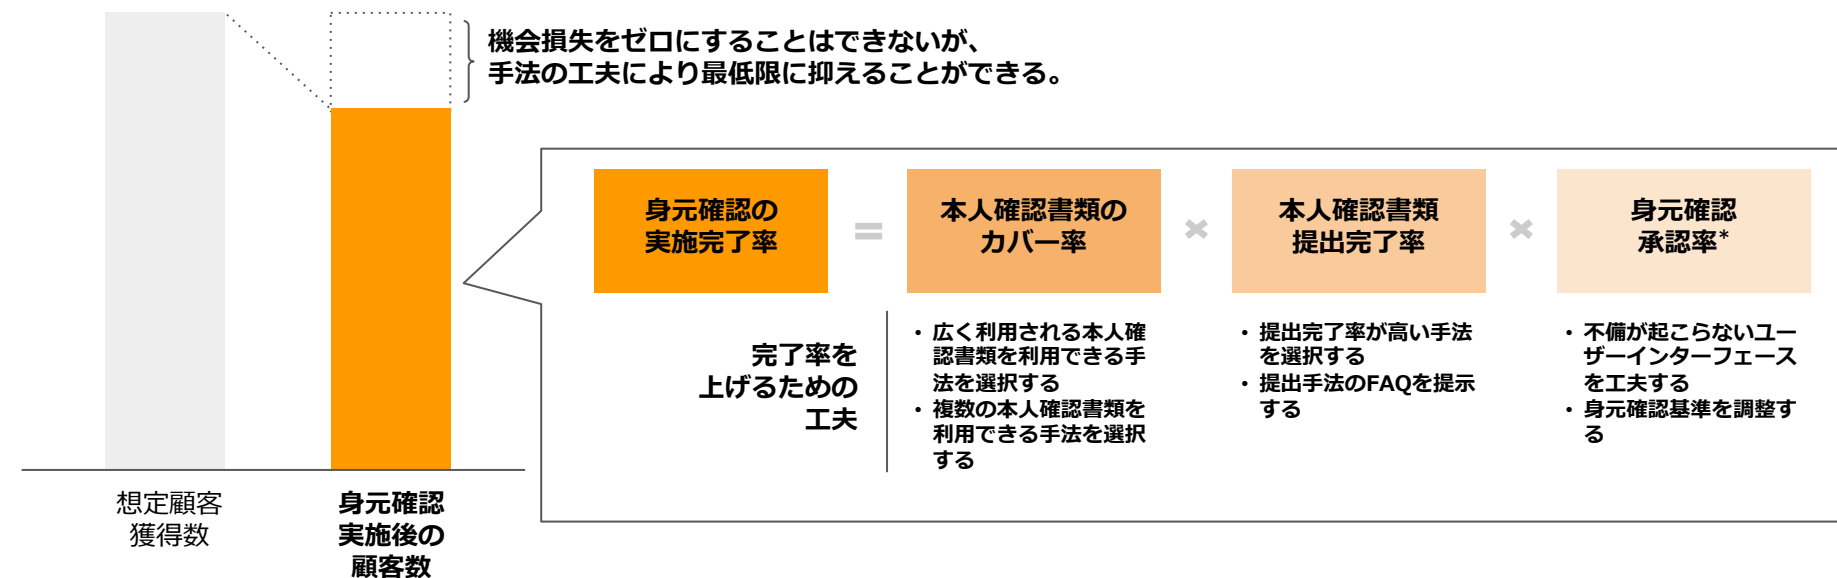 機会損失をゼロにすることはできないが、
手法の工夫により最低限に抑えることができる。
身元確認の
実施完了率
=
本人確認書類の
カバー率
×
本人確認書類
提出完了率
×
身元確認
承認率*
完了率を
上げるための
工夫
・広く利用される本人確
認書類を利用できる手
法を選択する
・複数の本人確認書類を
利用できる手法を選択
する
・提出完了率が高い手法
を選択する
・提出手法のFAQを提示
する
・不備が起こらないユー
ザーインターフェース
を工夫する
・身元確認基準を調整す
る
想定顧客
獲得数
身元確認
実施後の
顧客数